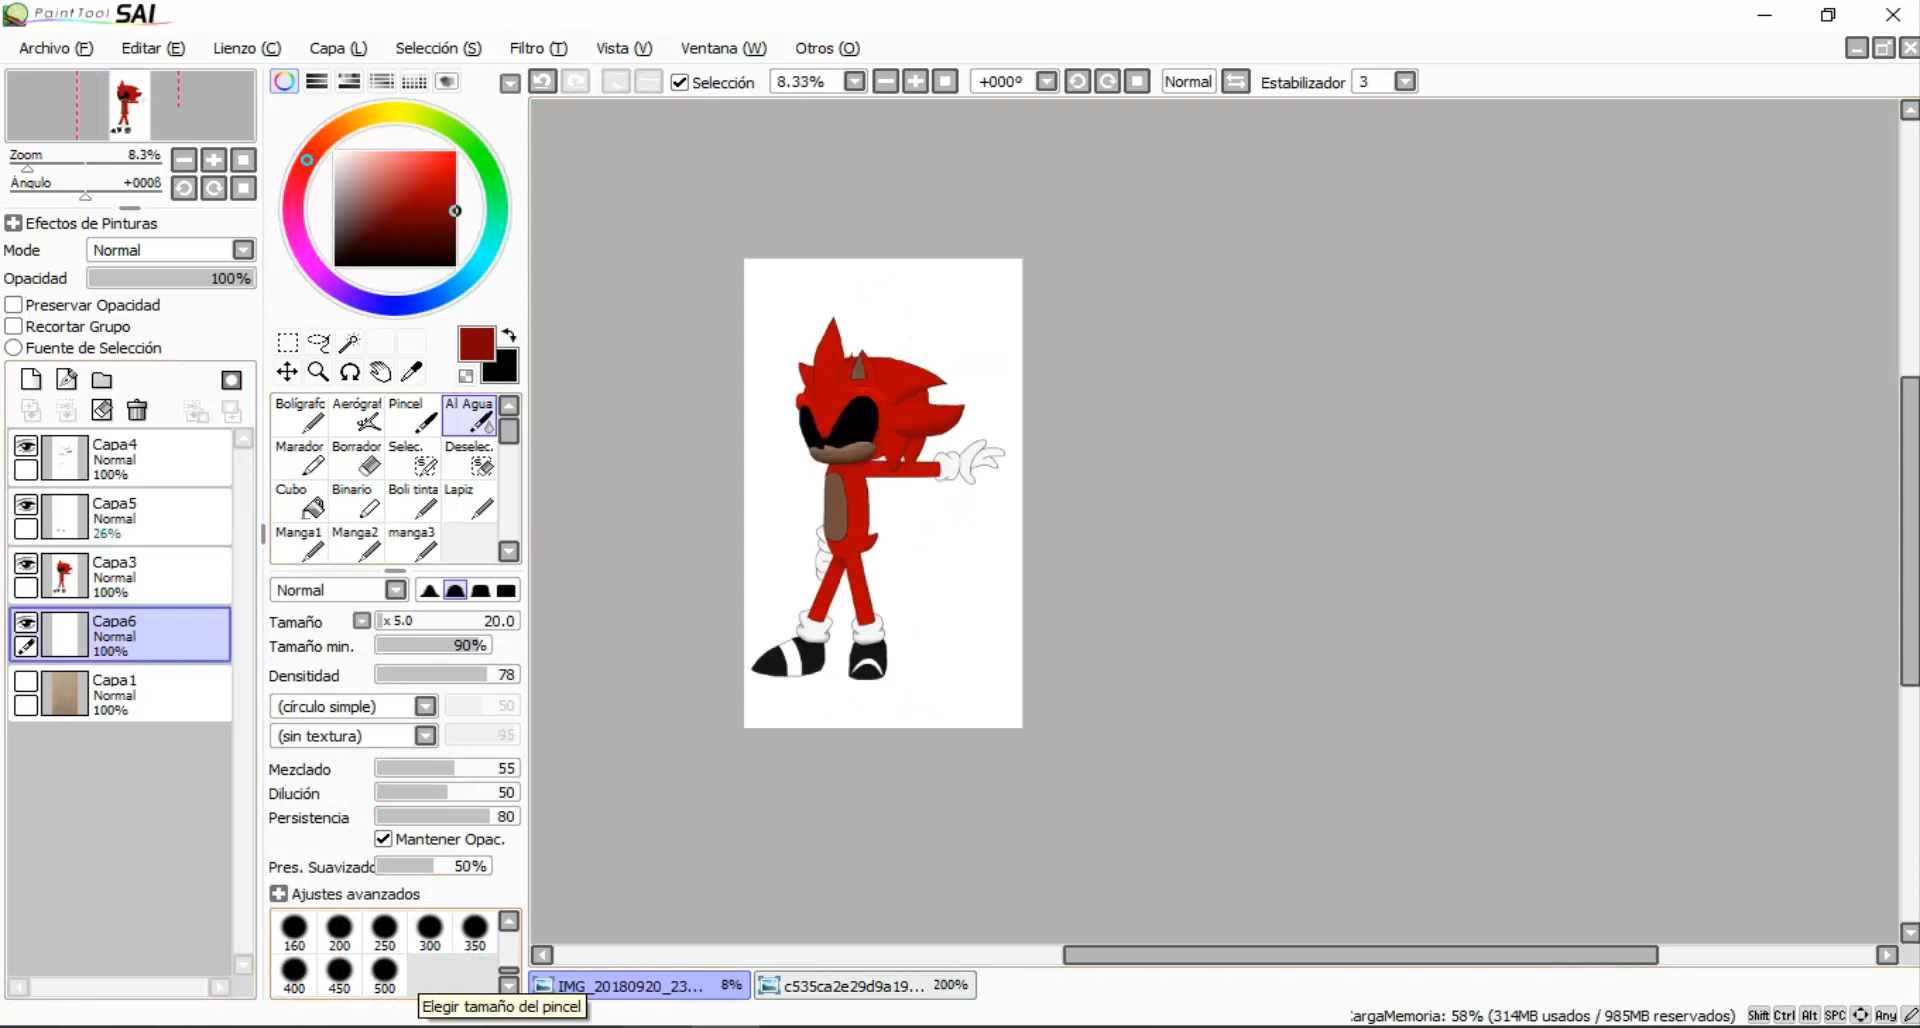 PaintTool SAI
Archivo (F) Editar (E) Lienzo (C) Capa (L) Selección (S) Filtro (T) Vista (V) Ventana (W) Otros (O)
Selección 8.33% +000º Normal Estabilizador 3
Zoom 8.3%
Ángulo +000ß
Efectos de Pinturas
Mode Normal
Opacidad 100%
Preservar Opacidad
Recortar Grupo
Fuente de Selección
Capa4
Normal
100%
Capa5
Normal
26%
Capa3
Normal
100%
Capa6
Normal
100%
Capa1
Normal
100%
Bolígrafc Aerógraf Pincel Al Agua
Marador Borrador Selec. Deselec.
Cubo Binario Boli tinta Lapiz
Manga1 Manga2 manga3
Normal
Tamaño x 5.0 20.0
Tamaño min. 90%
Densitidad 78
(círculo simple) 50
(sin textura) 95
Mezclado 55
Dilución 50
Persistencia 80
Mantener Opac.
Pres. Suavizado 50%
Ajustes avanzados
160 200 250 300 350
400 450 500
Elegir tamaño del pincel
IMG_20180920_23... 8% c535ca2e29d9a19... 200%
CargaMemoria: 58% (314MB usados / 985MB reservados) Shift Ctrl Alt SPC Any